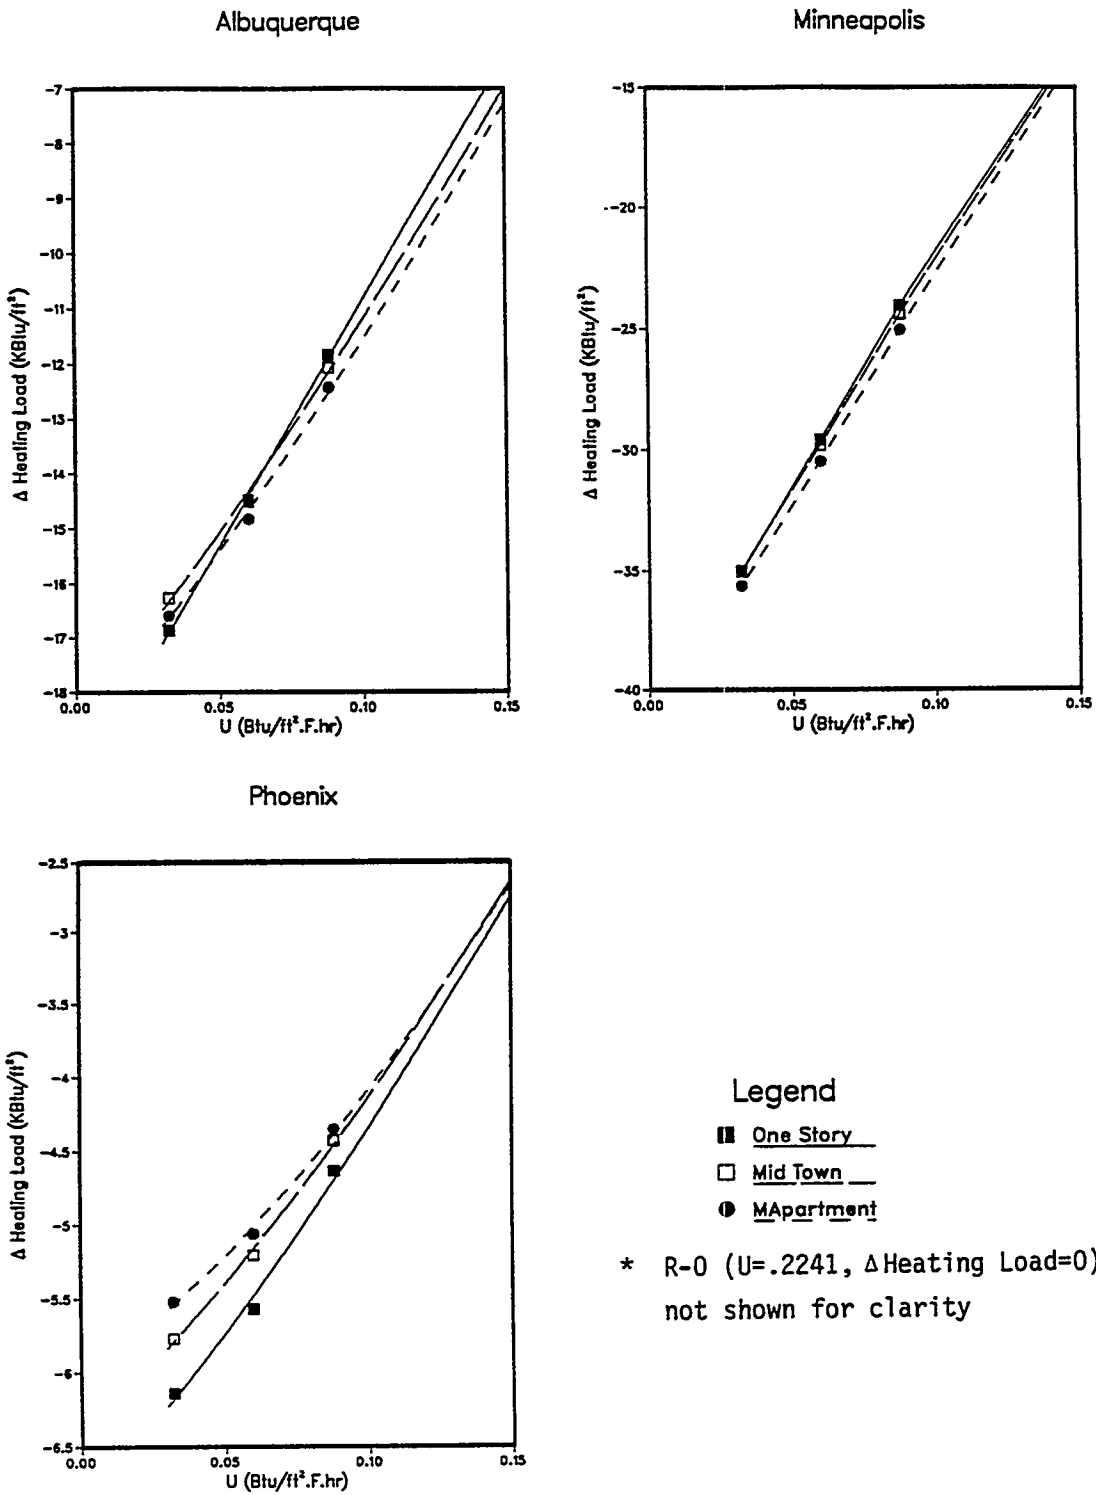 Albuquerque
Δ Heating Load (KBtu/ft²)
-7
-8
-9
-10
-11
-12
-13
-14
-15
-16
-17
-18
0.00 0.05 0.10 0.15
U (Btu/ft².F.hr)
Minneapolis
Δ Heating Load (KBtu/ft²)
-15
-20
-25
-30
-35
-40
0.00 0.05 0.10 0.15
U (Btu/ft².F.hr)
Phoenix
Δ Heating Load (KBtu/ft²)
-2.5
-3
-3.5
-4
-4.5
-5
-5.5
-6
-6.5
0.00 0.05 0.10 0.15
U (Btu/ft².F.hr)
Legend
One Story
Mid Town
MApartment
* R-0 (U=.2241, Δ Heating Load=0)
not shown for clarity